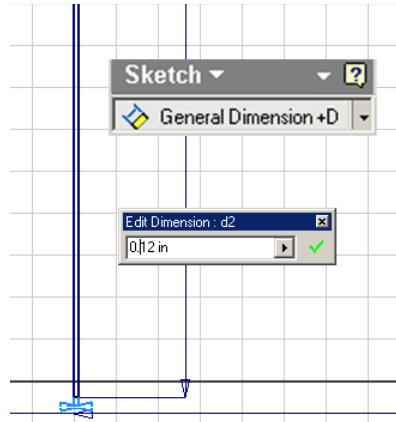 Sketch
General Dimension +D
Edit Dimension : d2
0.12 in